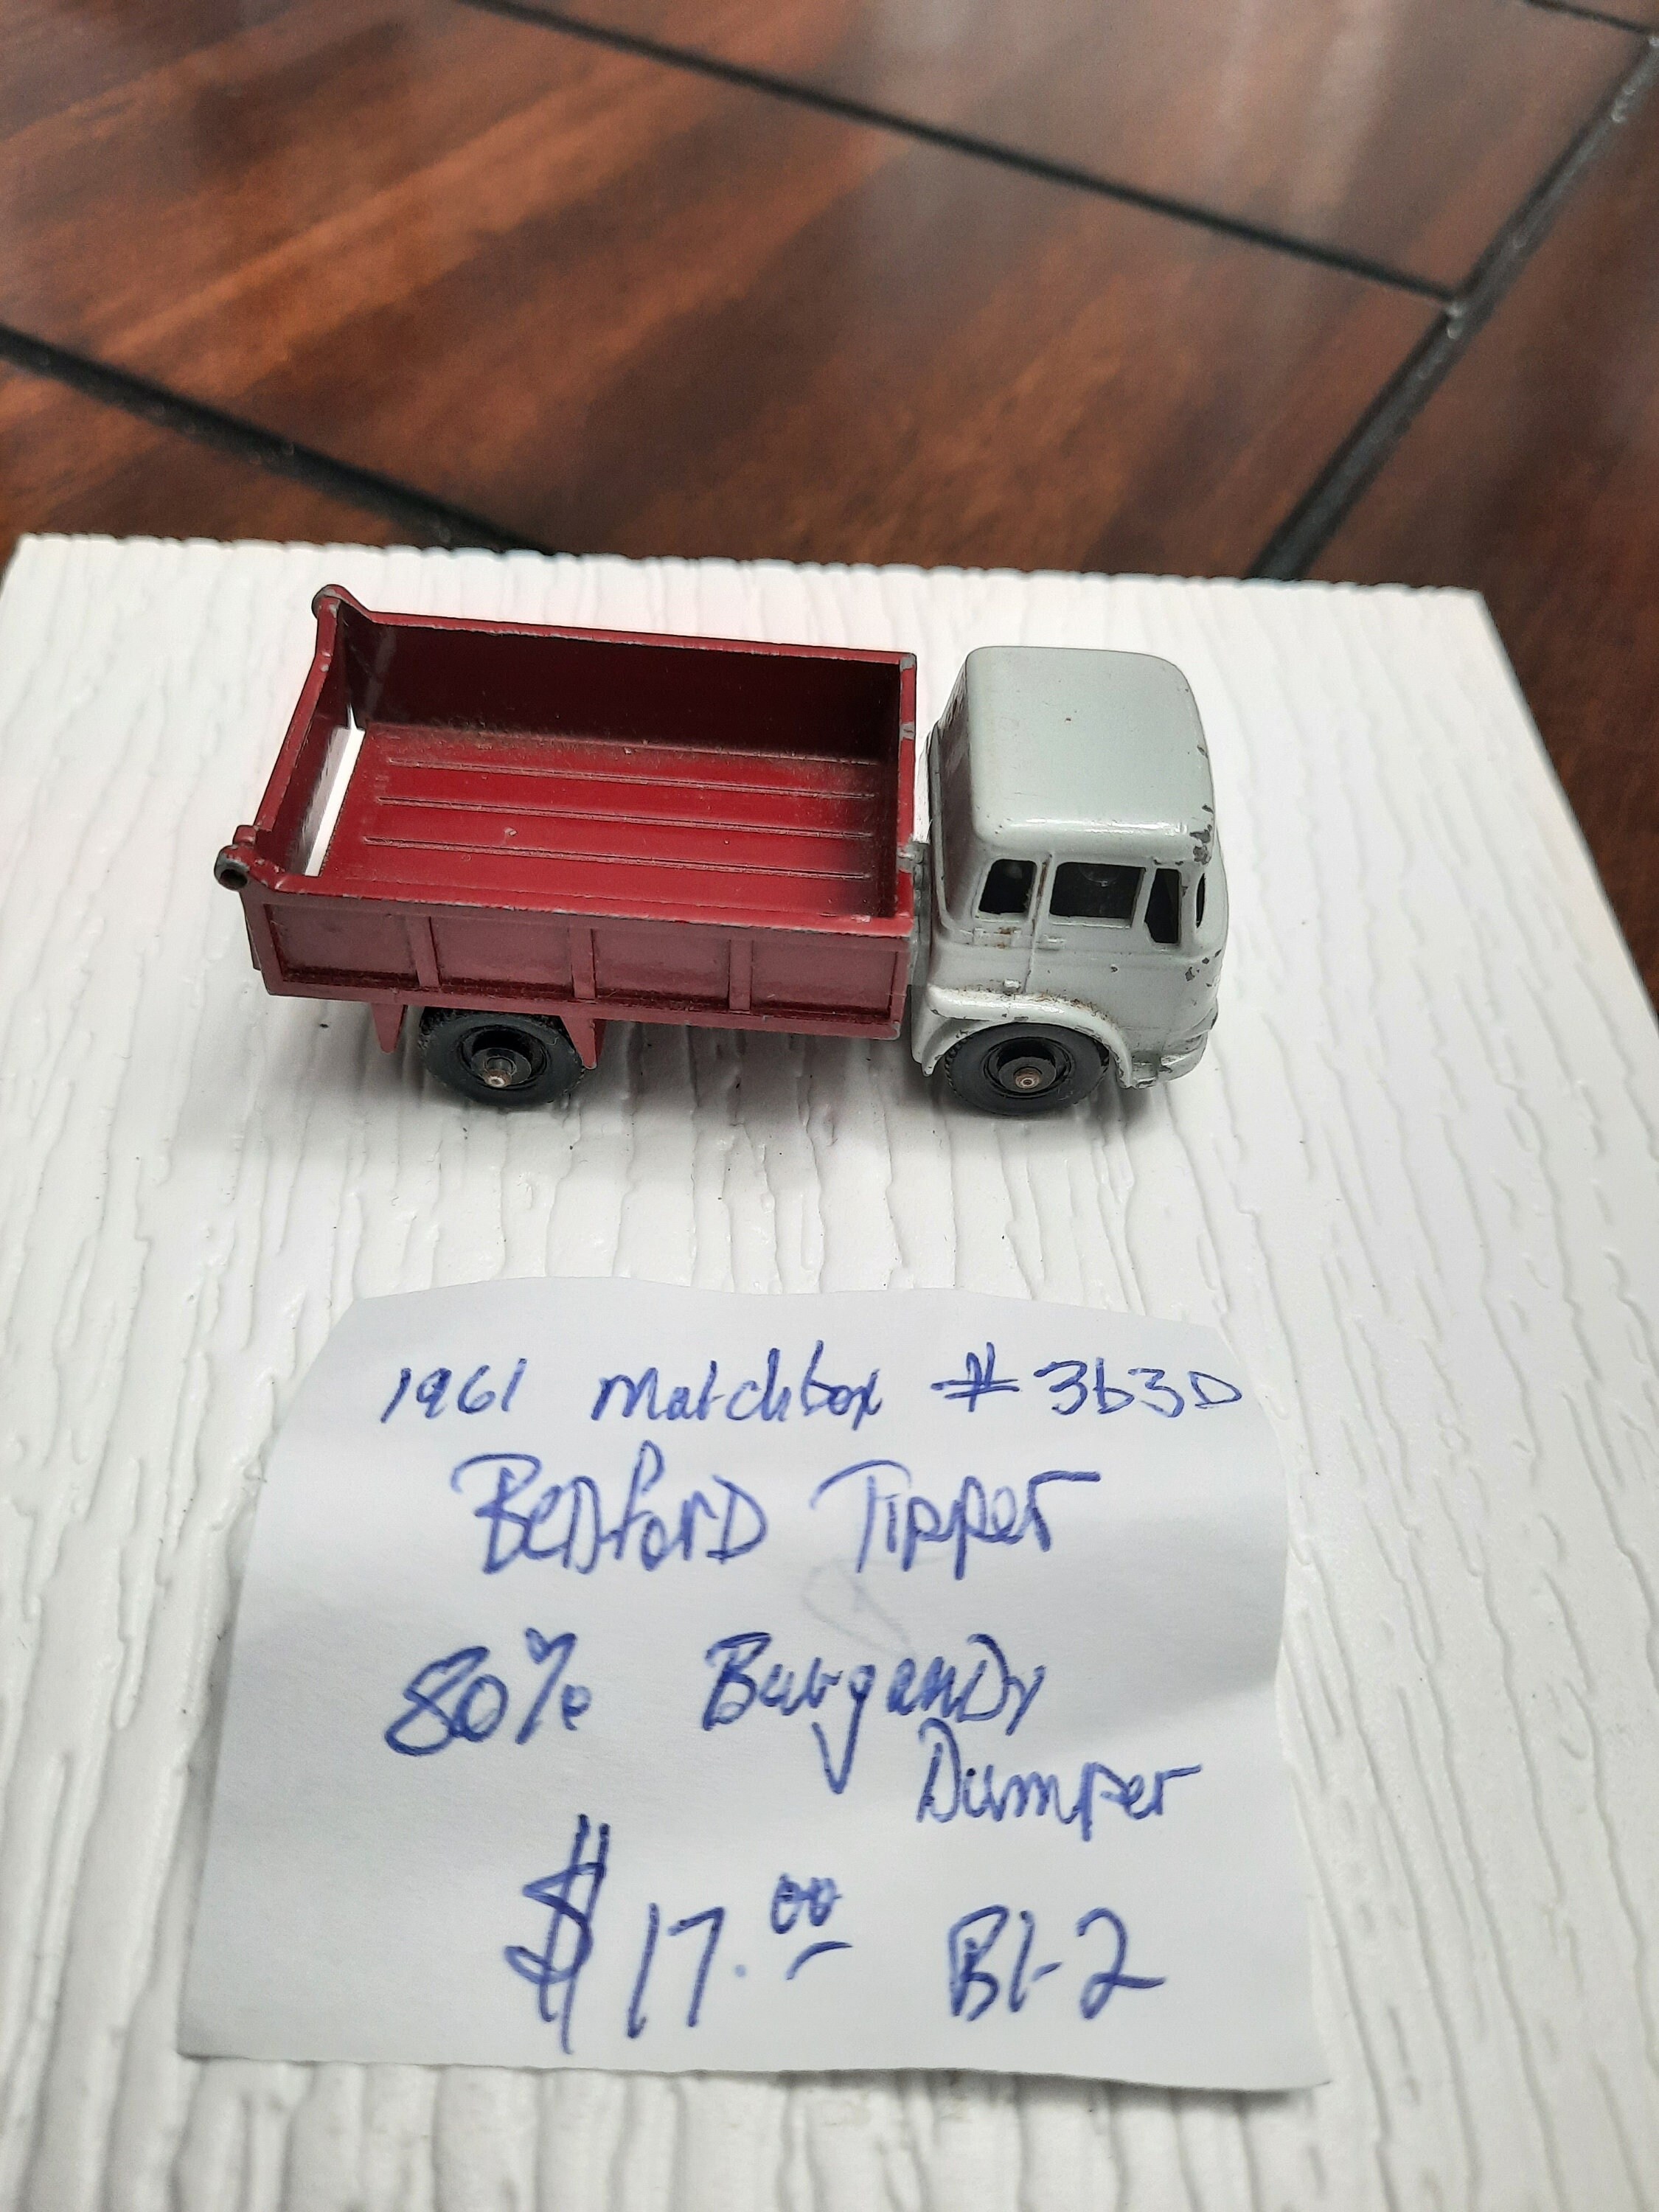 1961 Matchbox # 3b3D
BeDforD Tipper
80% BurganDy
Dumper
$17.00 B1-2